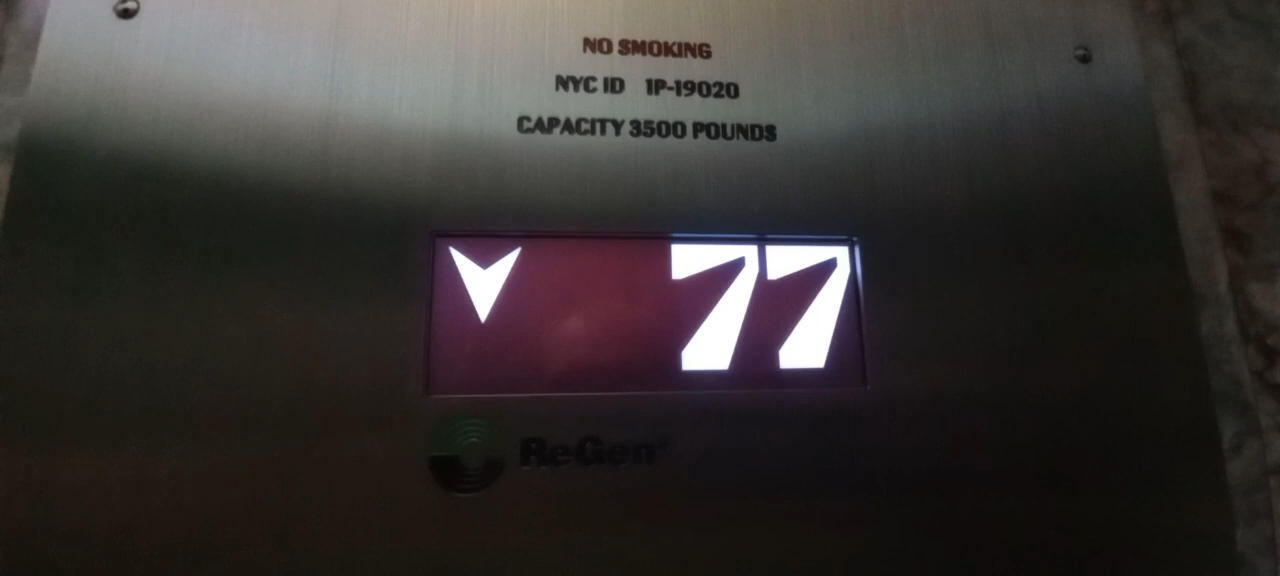 NO SMOKING
NYC ID 1P-19020
CAPACITY 3500 POUNDS
77
ReGen